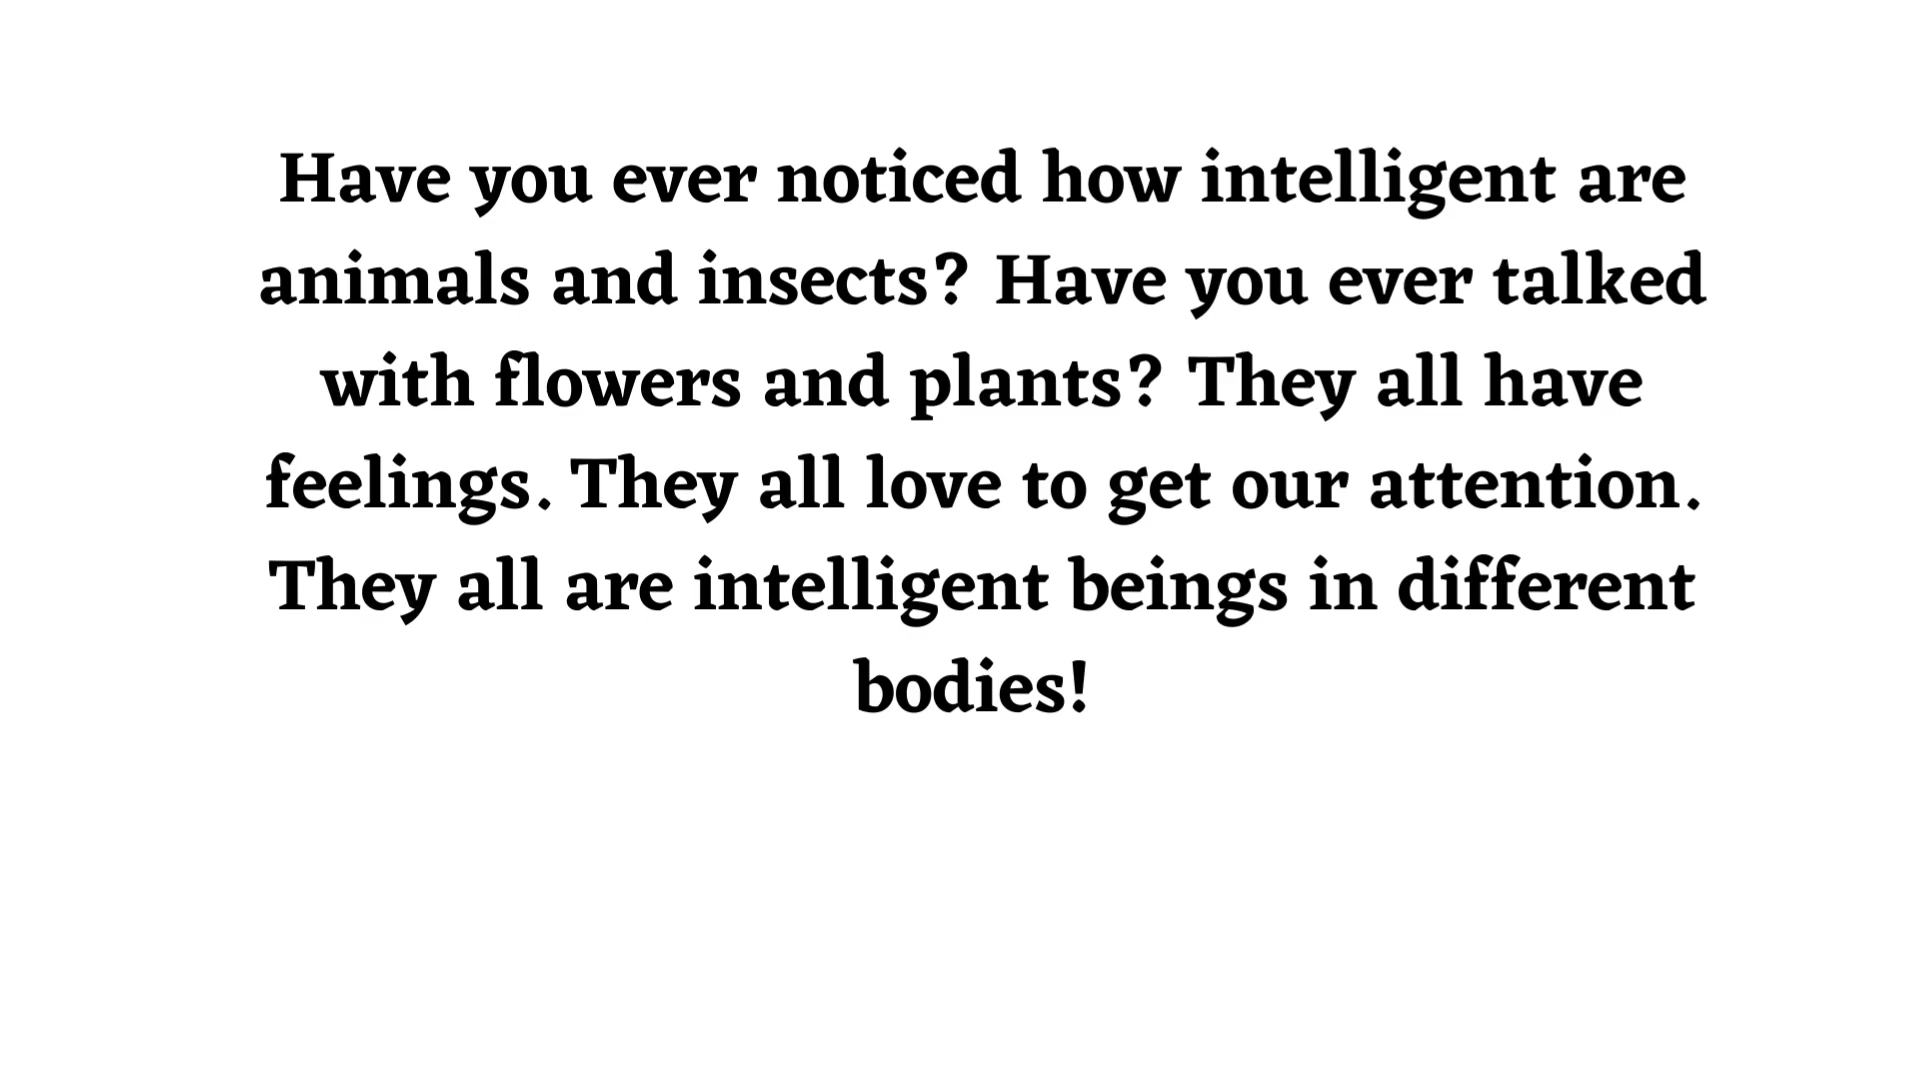 Have you ever noticed how intelligent are
animals and insects? Have you ever talked
with flowers and plants? They all have
feelings. They all love to get our attention.
They all are intelligent beings in different
bodies!